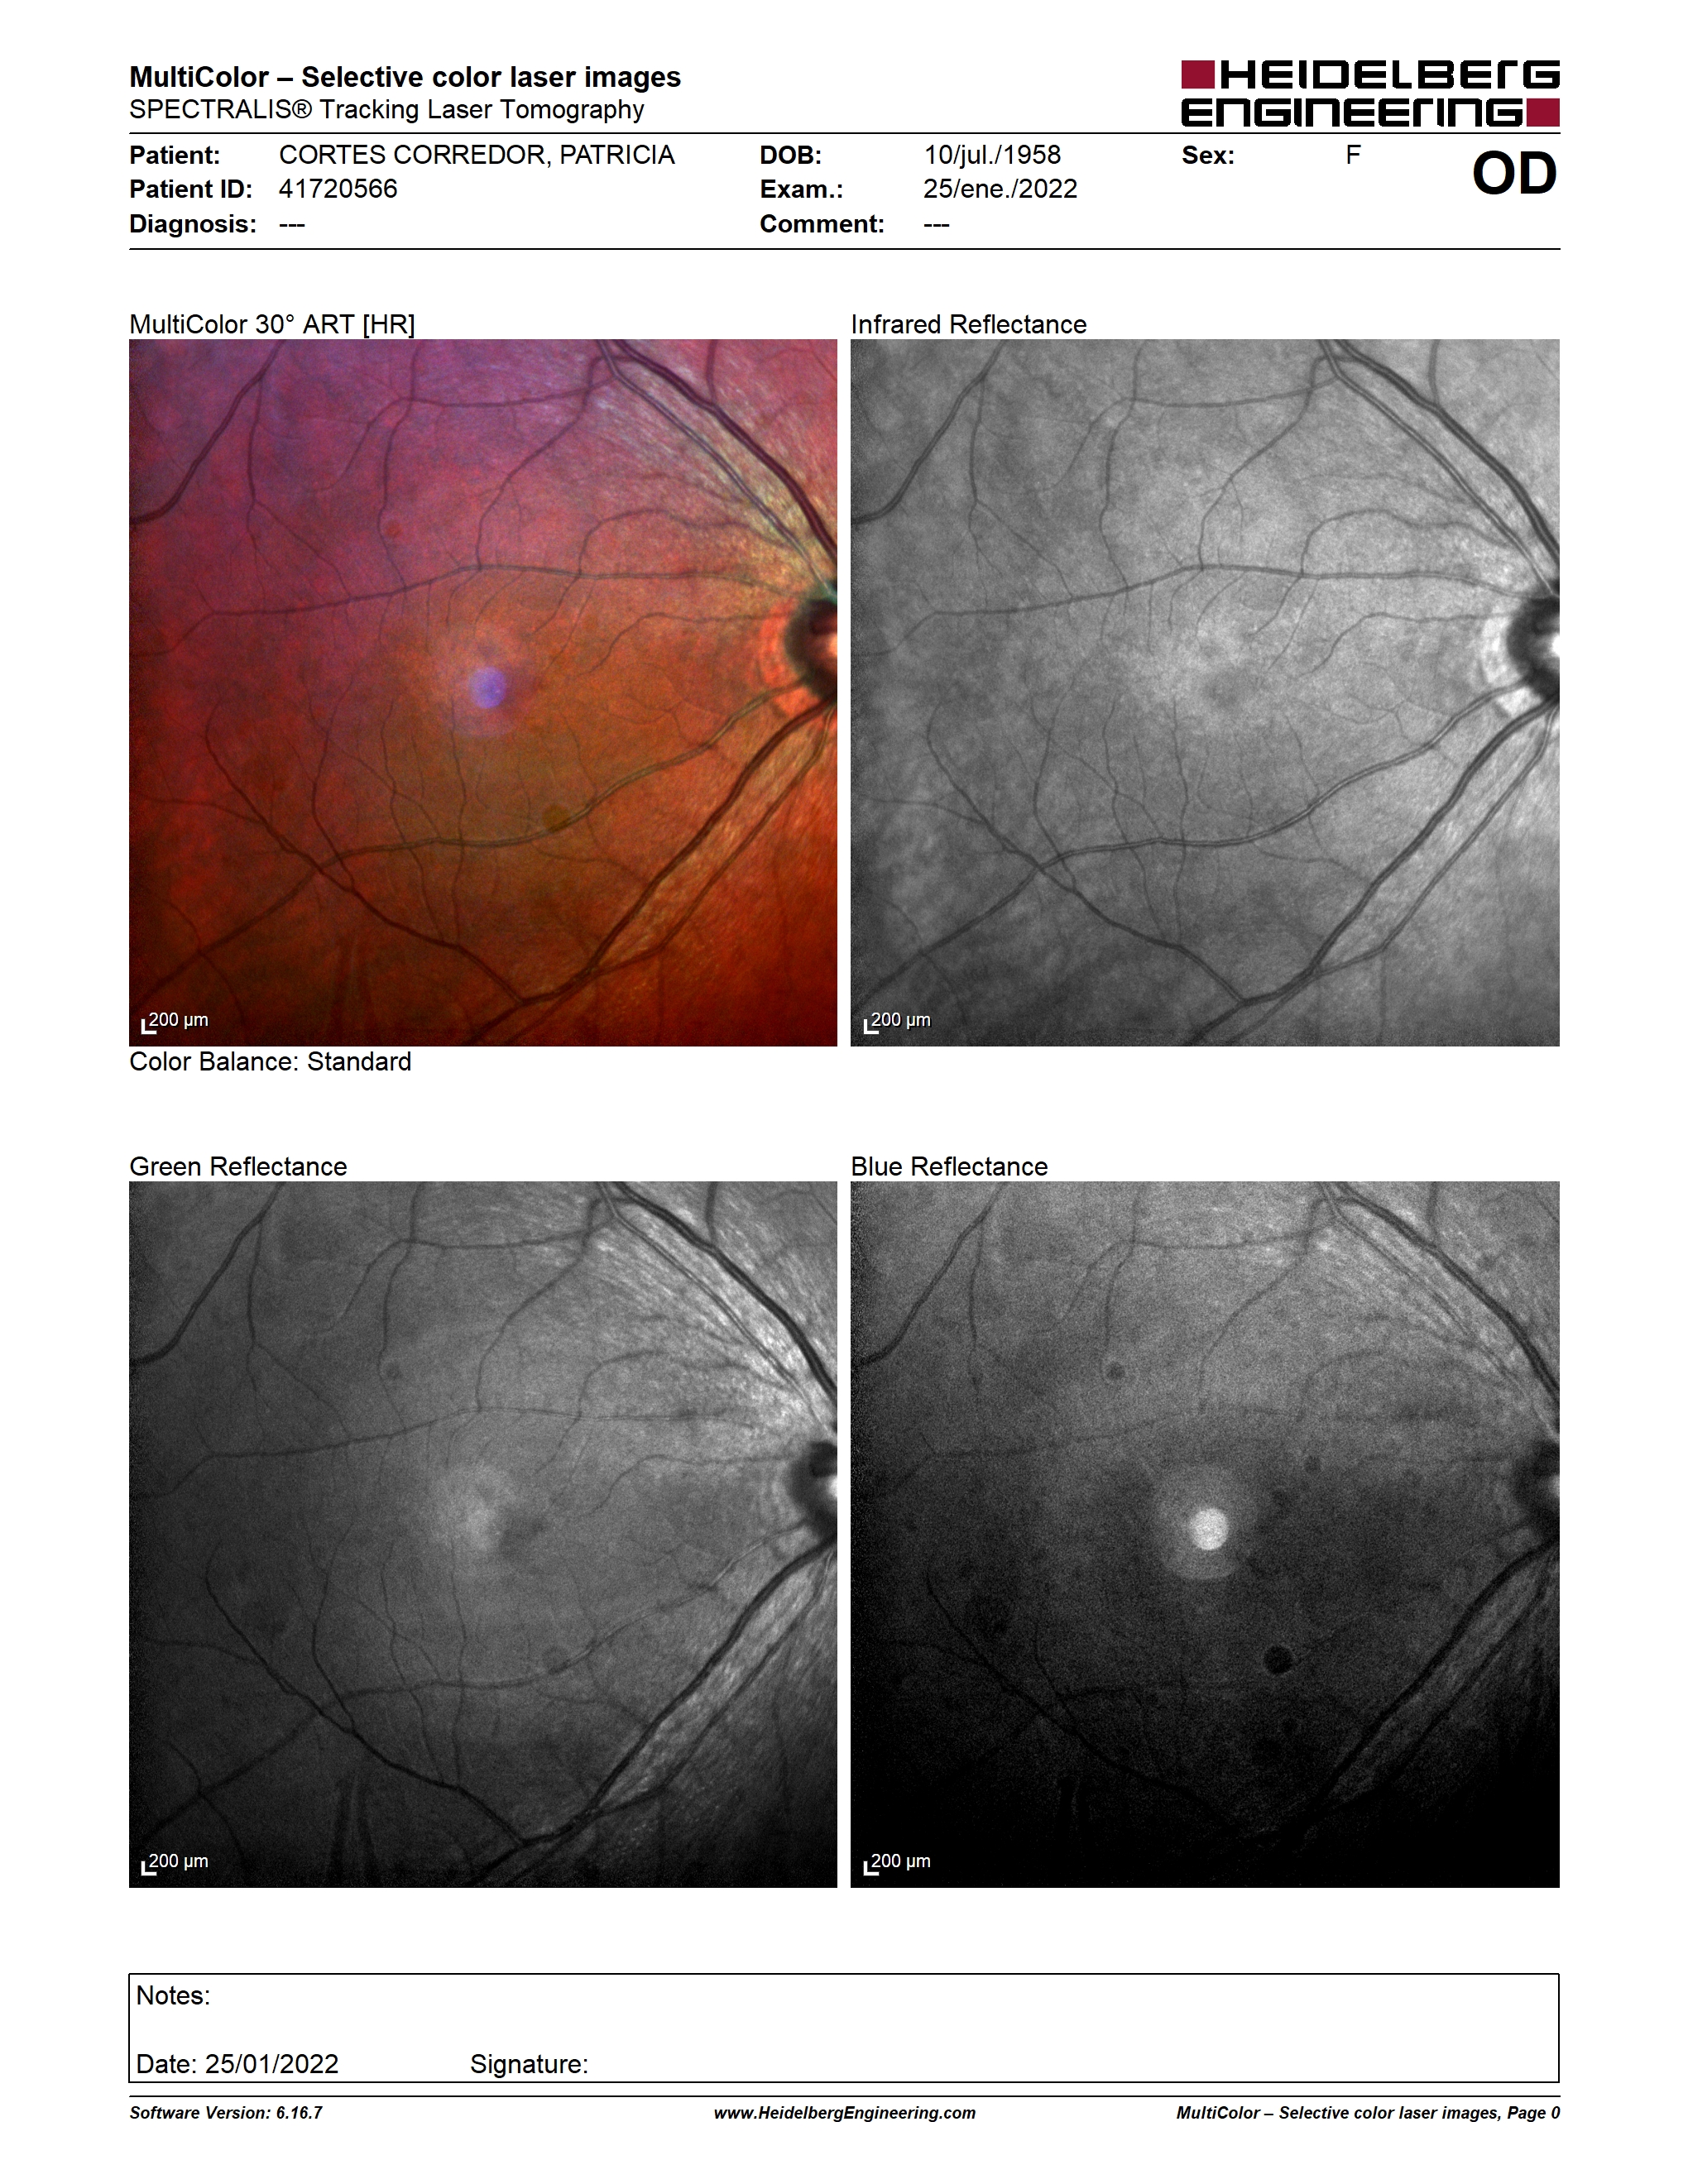 MultiColor – Selective color laser images
SPECTRALIS® Tracking Laser Tomography
HEIDELBERG
ENGINEERING
Patient: CORTES CORREDOR, PATRICIA DOB: 10/jul./1958 Sex: F OD
Patient ID: 41720566 Exam.: 25/ene./2022
Diagnosis: --- Comment: ---
MultiColor 30° ART [HR] Infrared Reflectance
200 µm 200 µm
Color Balance: Standard
Green Reflectance Blue Reflectance
200 µm 200 µm
Notes:
Date: 25/01/2022 Signature:
Software Version: 6.16.7 www.HeidelbergEngineering.com MultiColor – Selective color laser images, Page 0